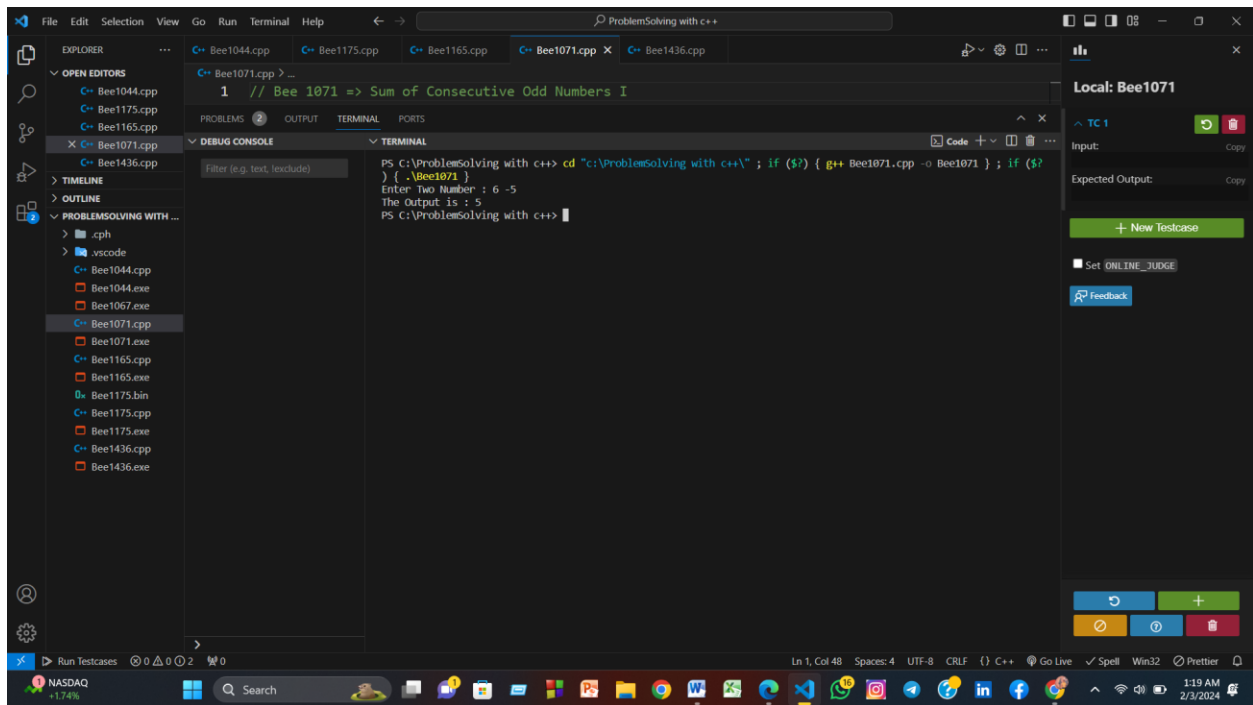 File Edit Selection View Go Run Terminal Help
ProblemSolving with c++
EXPLORER
OPEN EDITORS
C++ Bee1044.cpp
C++ Bee1175.cpp
C++ Bee1165.cpp
C++ Bee1071.cpp
C++ Bee1436.cpp
TIMELINE
OUTLINE
PROBLEMSOLVING WITH ...
.cph
.vscode
C++ Bee1044.cpp
Bee1044.exe
Bee1067.exe
C++ Bee1071.cpp
Bee1071.exe
C++ Bee1165.cpp
Bee1165.exe
Bee1175.bin
C++ Bee1175.cpp
Bee1175.exe
C++ Bee1436.cpp
Bee1436.exe
C++ Bee1044.cpp C++ Bee1175.cpp C++ Bee1165.cpp C++ Bee1071.cpp C++ Bee1436.cpp
C++ Bee1071.cpp > ...
1 // Bee 1071 => Sum of Consecutive Odd Numbers I
PROBLEMS 2 OUTPUT TERMINAL PORTS
DEBUG CONSOLE
Filter (e.g. text, !exclude)
TERMINAL
Code
PS C:\ProblemSolving with c++> cd "c:\ProblemSolving with c++\" ; if ($?) { g++ Bee1071.cpp -o Bee1071 } ; if ($?
) { .\Bee1071 }
Enter Two Number : 6 -5
The Output is : 5
PS C:\ProblemSolving with c++>
Local: Bee1071
TC 1
Input: Copy
Expected Output: Copy
+ New Testcase
Set ONLINE_JUDGE
Feedback
Run Testcases 0 0 2 0
Ln 1, Col 48 Spaces: 4 UTF-8 CRLF {} C++ Go Live Spell Win32 Prettier
1
NASDAQ
+1.74%
Search
1
16
1:19 AM
2/3/2024